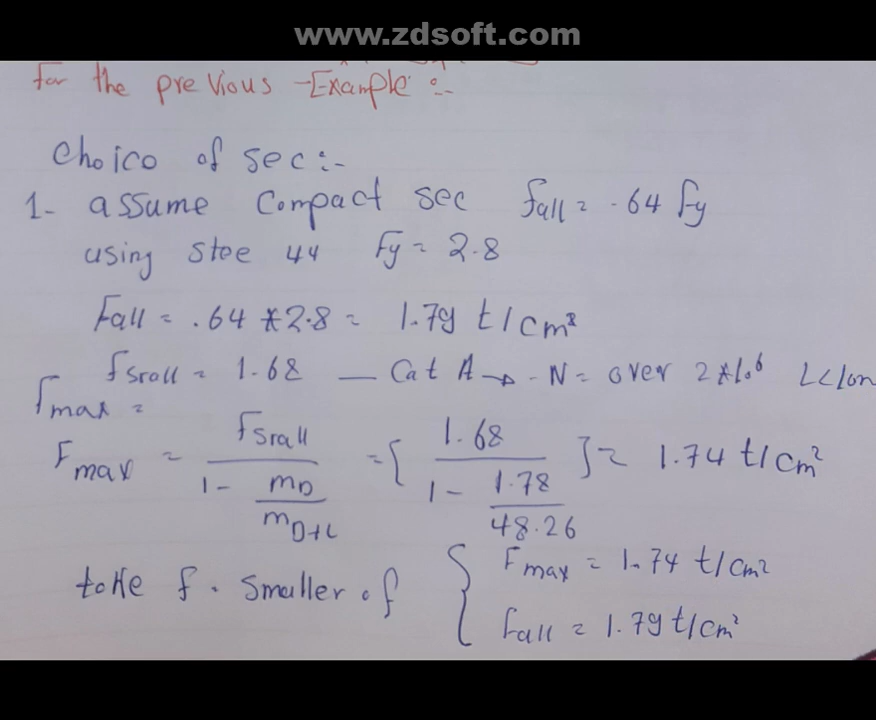 www.zdsoft.com
For the previous Example :-
choico of sec:-
1- assume Compact sec Fall = .64 Fy
using stee 44 Fy = 2.8
Fall = .64 *2.8 = 1.79 t/cm²
fsrall = 1.68 — Cat A → - N = over 2*10⁶ L<10m
Fmax =
Fmax = Fsrall / 1 - mD / mD+L = { 1.68 / 1 - 1.78 / 48.26 } = 1.74 t/cm²
take f. smaller of { Fmax = 1.74 t/cm²
Fall = 1.79 t/cm²